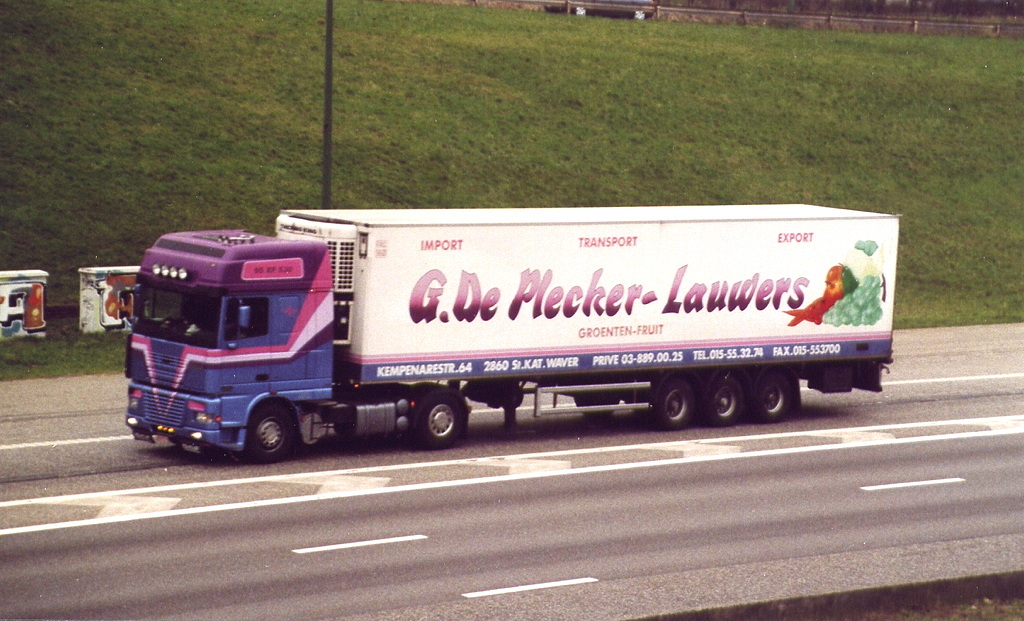 IMPORT TRANSPORT EXPORT
G. De Plecker-Lauwers
GROENTEN-FRUIT
KEMPENARESTR.64 2860 St.KAT.WAVER PRIVE 03-889.00.25 TEL.015-55.32.74 FAX.015-553700